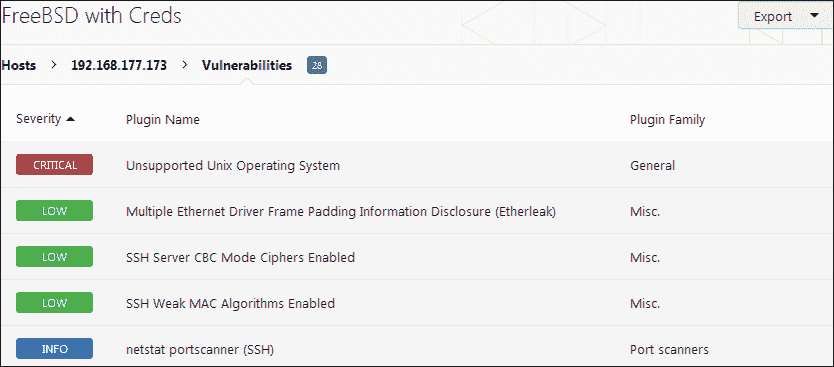 FreeBSD with Creds
Export
Hosts > 192.168.177.173 > Vulnerabilities 28
Severity Plugin Name Plugin Family
CRITICAL Unsupported Unix Operating System General
LOW Multiple Ethernet Driver Frame Padding Information Disclosure (Etherleak) Misc.
LOW SSH Server CBC Mode Ciphers Enabled Misc.
LOW SSH Weak MAC Algorithms Enabled Misc.
INFO netstat portscanner (SSH) Port scanners